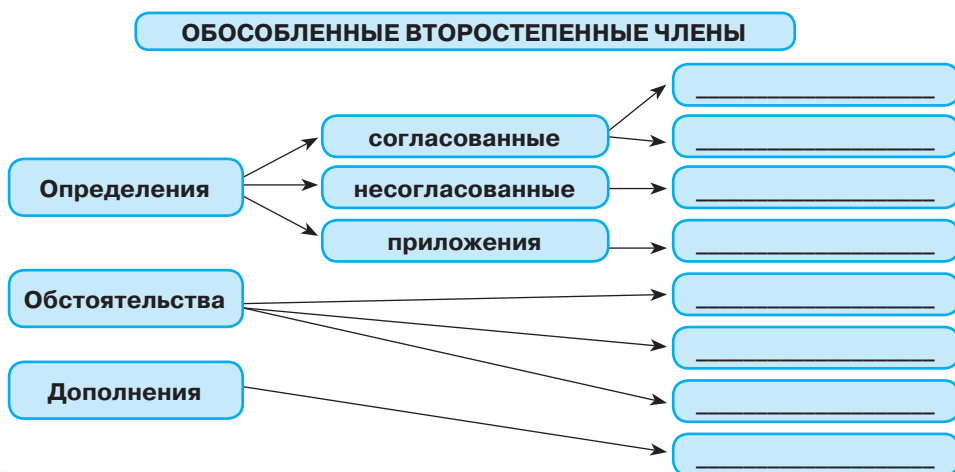 ОБОСОБЛЕННЫЕ ВТОРОСТЕПЕННЫЕ ЧЛЕНЫ
согласованные
Определения
несогласованные
приложения
Обстоятельства
Дополнения